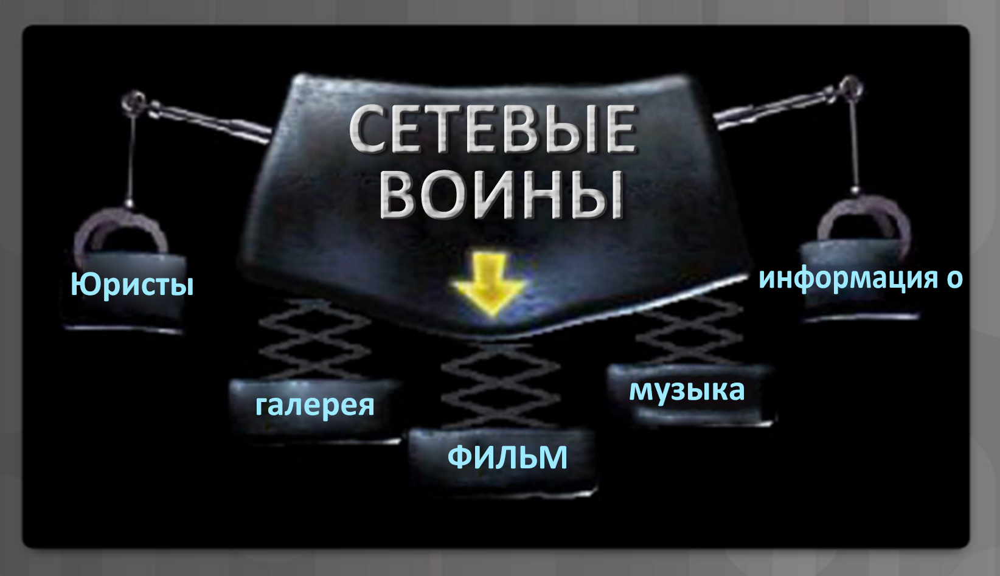 СЕТЕВЫЕ
ВОИНЫ
Юристы
информация о
галерея
музыка
ФИЛЬМ